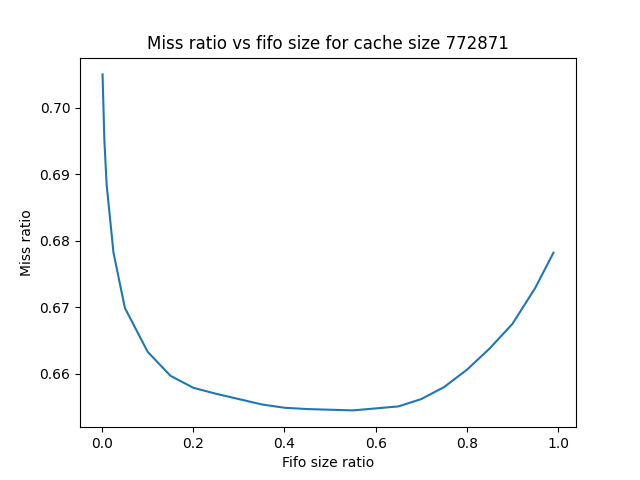 Miss ratio vs fifo size for cache size 772871
0.70
0.69
0.68
0.67
0.66
Miss ratio
0.0 0.2 0.4 0.6 0.8 1.0
Fifo size ratio